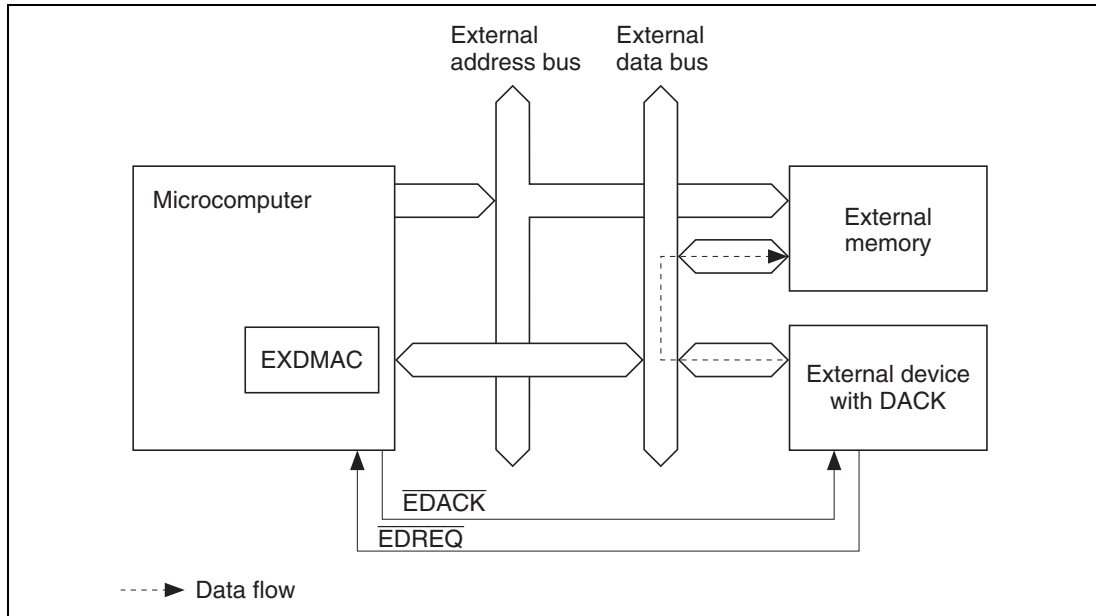 External
address bus
External
data bus
Microcomputer
External
memory
EXDMAC
External device
with DACK
EDACK
EDREQ
Data flow